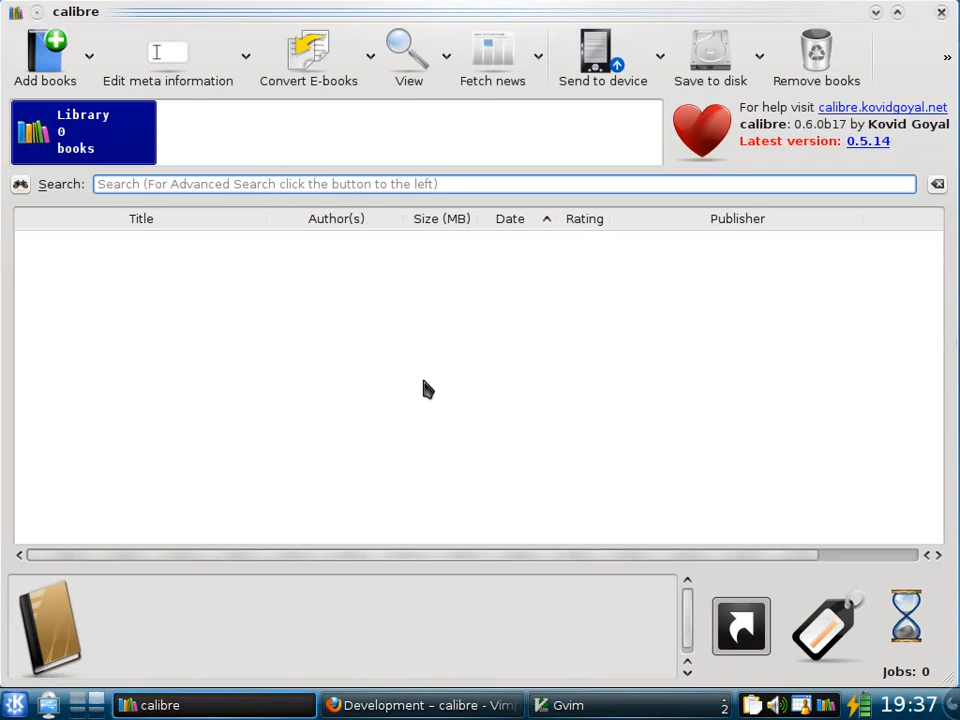 calibre
Add books
Edit meta information
Convert E-books
View
Fetch news
Send to device
Save to disk
Remove books
»
Library
0
books
For help visit calibre.kovidgoyal.net
calibre: 0.6.0b17 by Kovid Goyal
Latest version: 0.5.14
Search: Search (For Advanced Search click the button to the left)
Title Author(s) Size (MB) Date Rating Publisher
Jobs: 0
calibre Development – calibre - Vimp Gvim 2 19:37